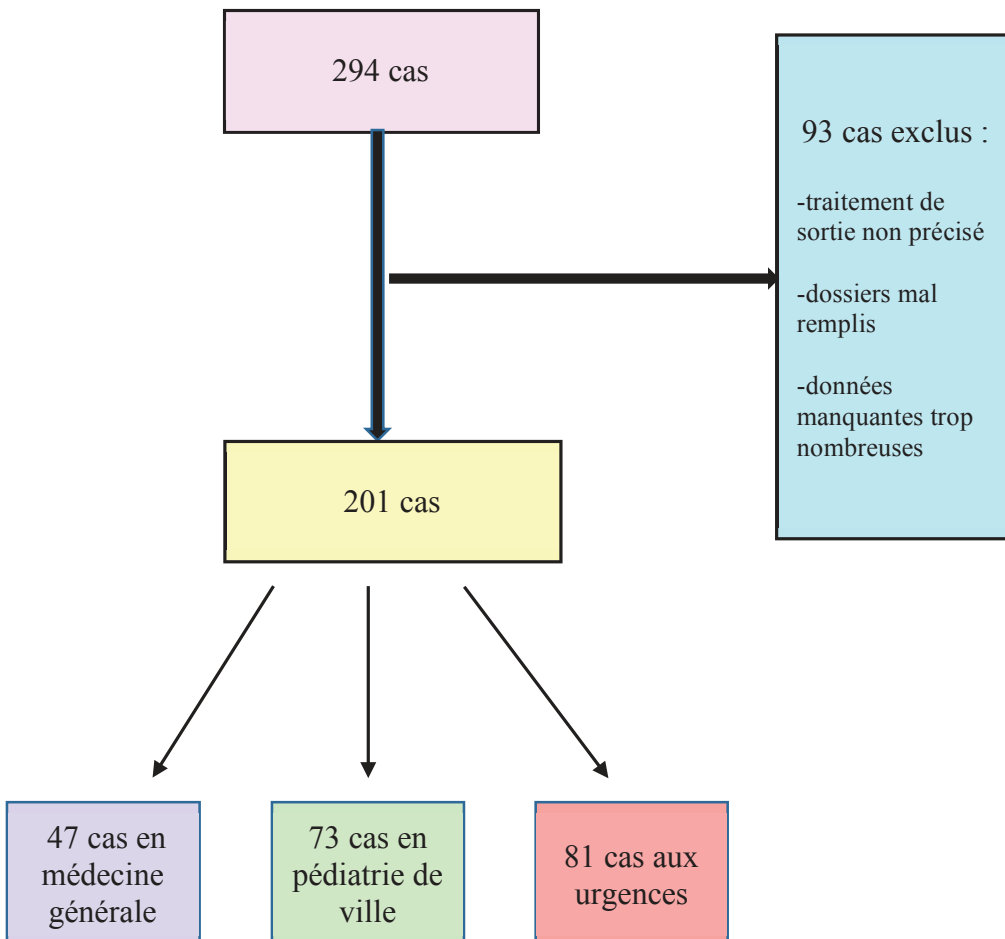 294 cas
93 cas exclus :
-traitement de
sortie non précisé
-dossiers mal
remplis
-données
manquantes trop
nombreuses
201 cas
47 cas en
médecine
générale
73 cas en
pédiatrie de
ville
81 cas aux
urgences